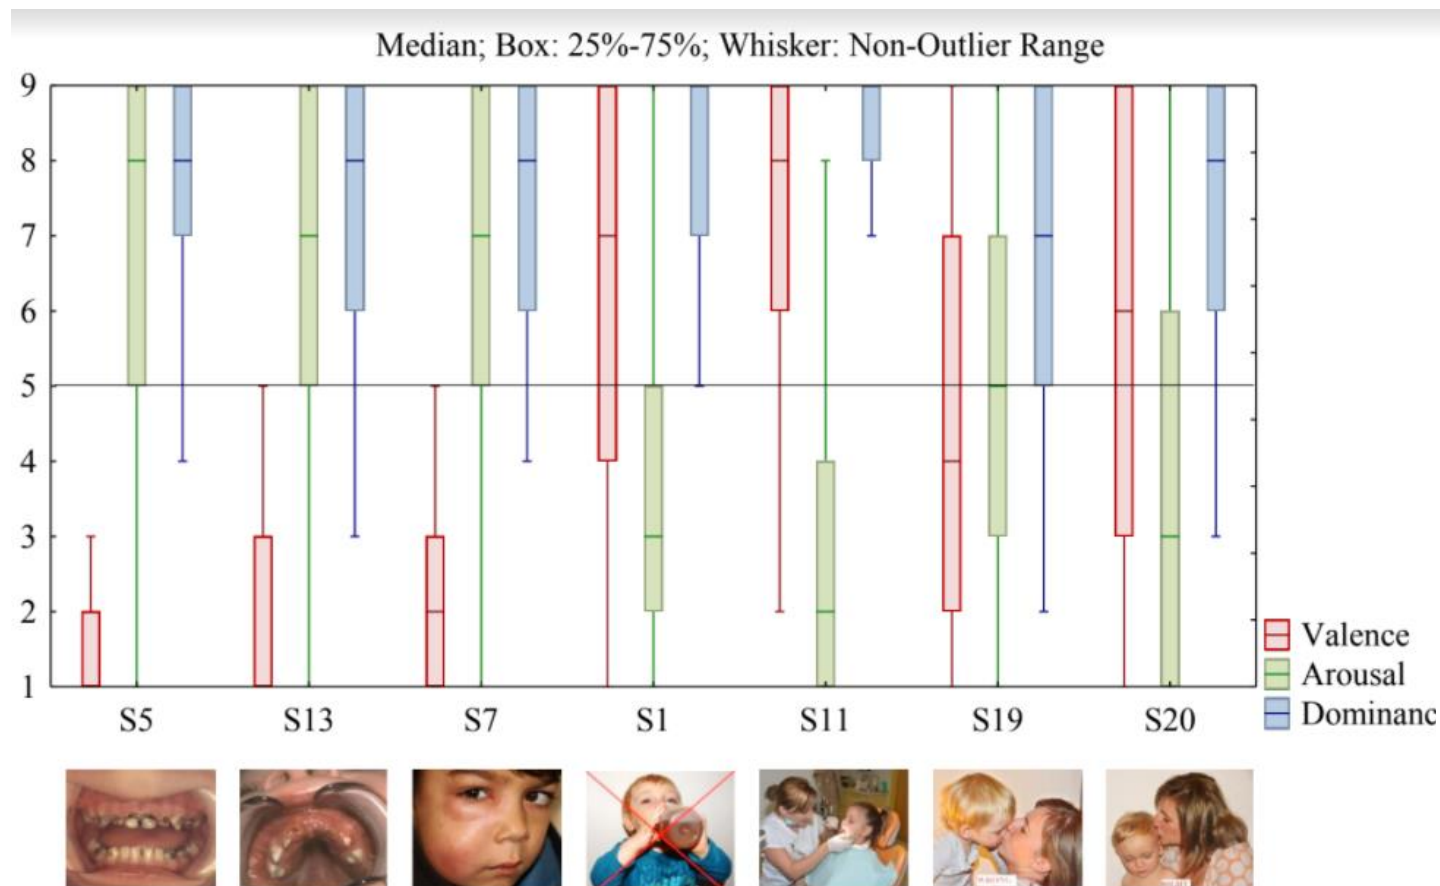 Median; Box: 25%-75%; Whisker: Non-Outlier Range
9
8
7
6
5
4
3
2
1
S5 S13 S7 S1 S11 S19 S20
Valence
Arousal
Dominanc